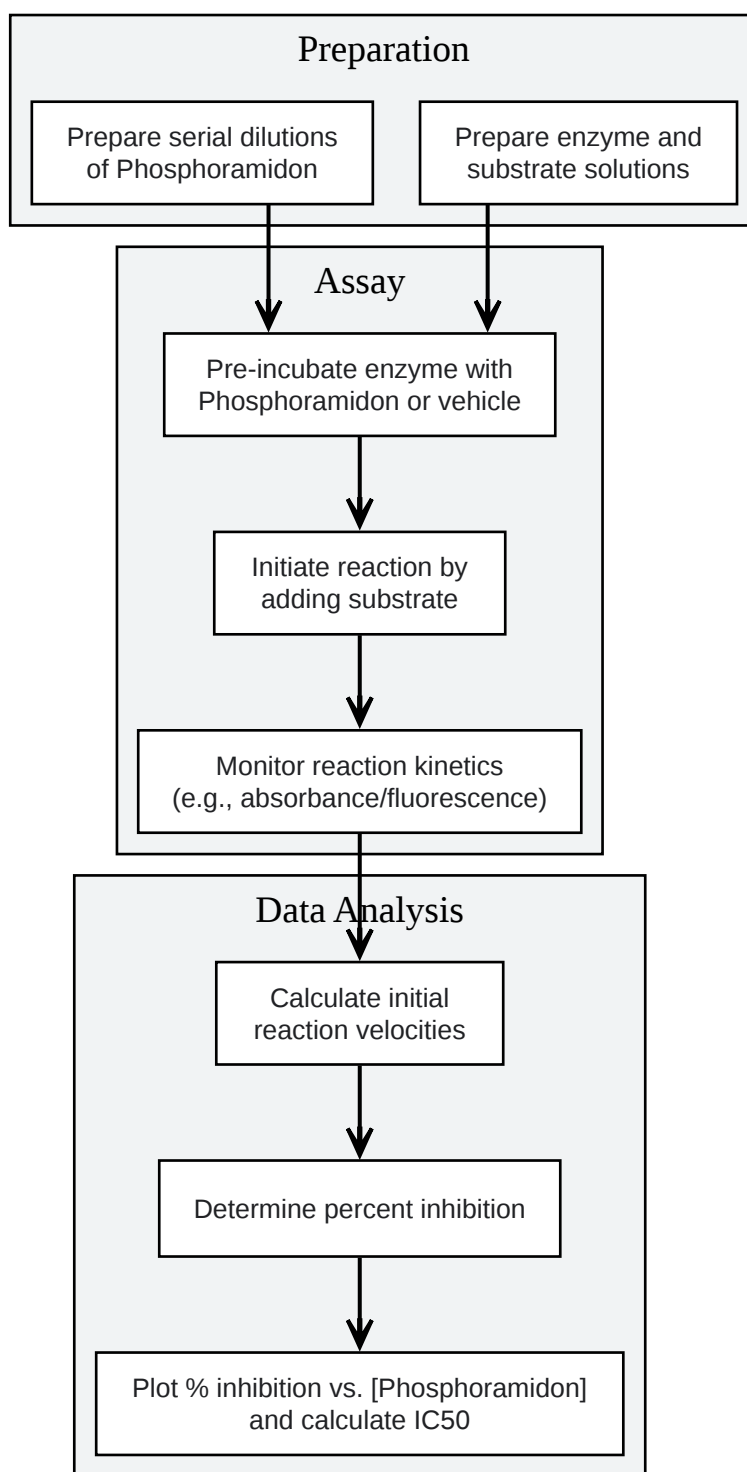 Preparation
Prepare serial dilutions
of Phosphoramidon
Prepare enzyme and
substrate solutions
Assay
Pre-incubate enzyme with
Phosphoramidon or vehicle
Initiate reaction by
adding substrate
Monitor reaction kinetics
(e.g., absorbance/fluorescence)
Data Analysis
Calculate initial
reaction velocities
Determine percent inhibition
Plot % inhibition vs. [Phosphoramidon]
and calculate IC50